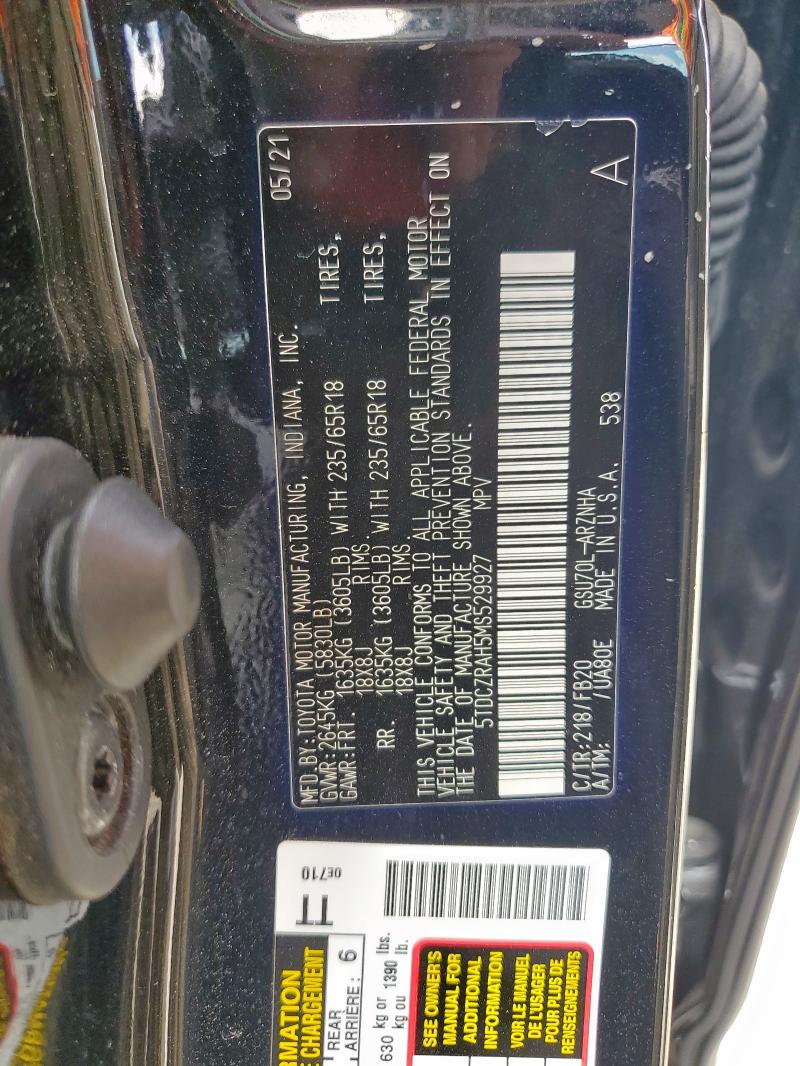 05/21
MFD.BY:TOYOTA MOTOR MANUFACTURING, INDIANA, INC.
GVWR:2645KG (5830LB)
GAWR:FRT. 1635KG (3605LB) WITH 235/65R18 TIRES,
18X8J RIMS.
RR. 1635KG (3605LB) WITH 235/65R18 TIRES,
18X8J RIMS.
THIS VEHICLE CONFORMS TO ALL APPLICABLE FEDERAL MOTOR
VEHICLE SAFETY AND THEFT PREVENTION STANDARDS IN EFFECT ON
THE DATE OF MANUFACTURE SHOWN ABOVE.
5TDCZRAH5MS529927 MPV
C/TR:218/FB20 GSU70L-ARZNHA
A/TM: /UA80E MADE IN U.S.A. 538
A
0E710
REAR
ARRIÈRE : 6
630 kg or 1390 lbs.
kg ou lb.
SEE OWNER'S
MANUAL FOR
ADDITIONAL
INFORMATION
VOIR LE MANUEL
DE L'USAGER
POUR PLUS DE
RENSEIGNEMENTS